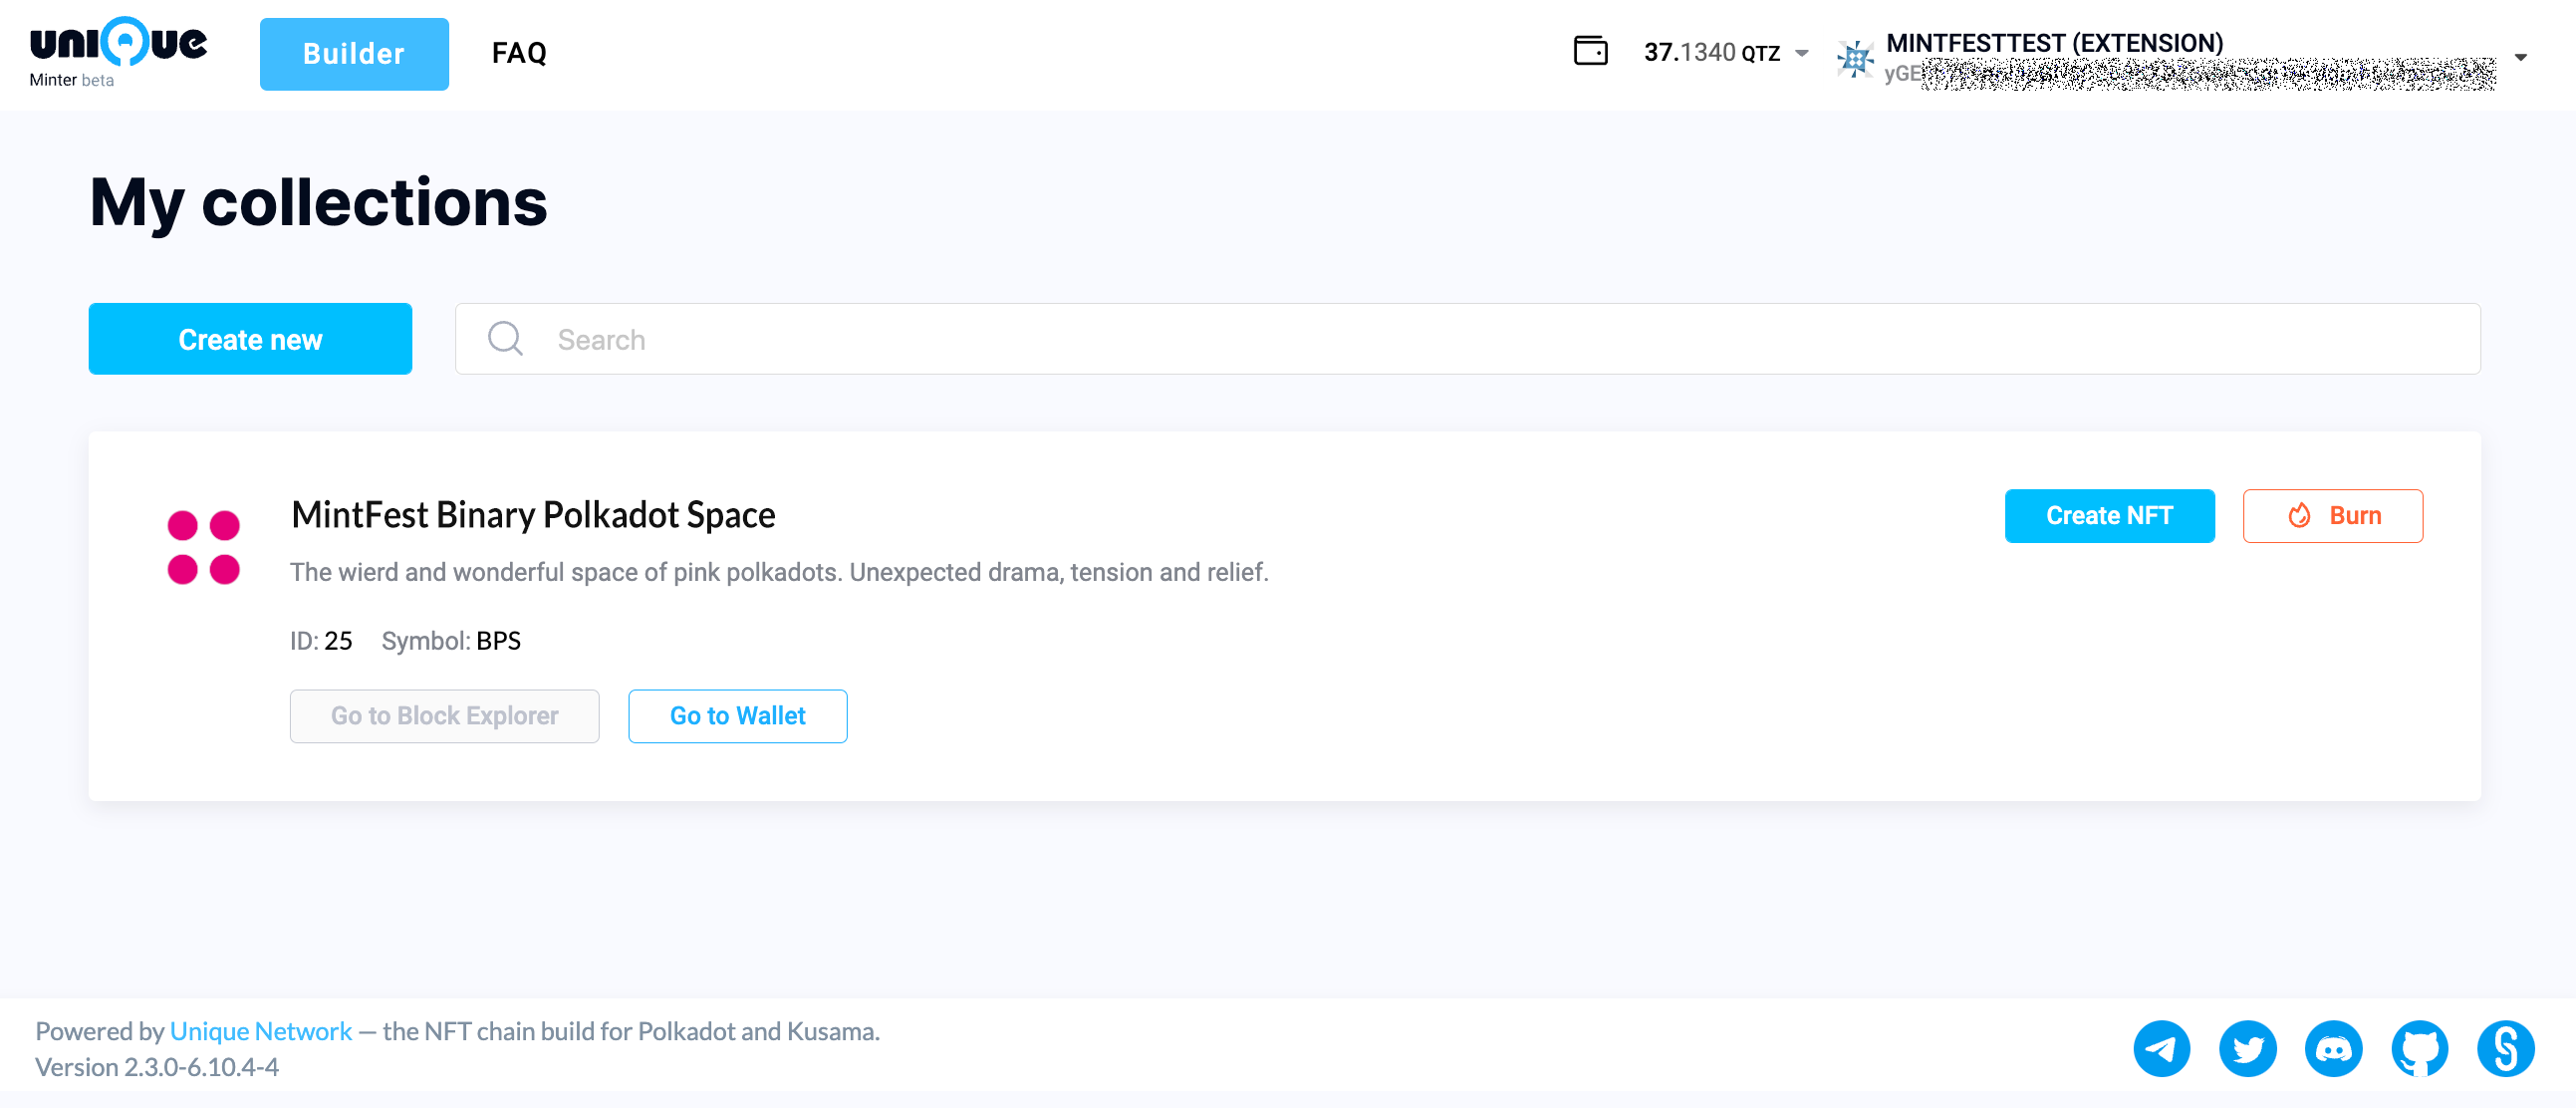 uniQue
Minter beta
Builder
FAQ
37.1340 QTZ
MINTFESTTEST (EXTENSION)
yGE
My collections
Create new
Search
MintFest Binary Polkadot Space
Create NFT
Burn
The wierd and wonderful space of pink polkadots. Unexpected drama, tension and relief.
ID: 25 Symbol: BPS
Go to Block Explorer
Go to Wallet
Powered by Unique Network — the NFT chain build for Polkadot and Kusama.
Version 2.3.0-6.10.4-4